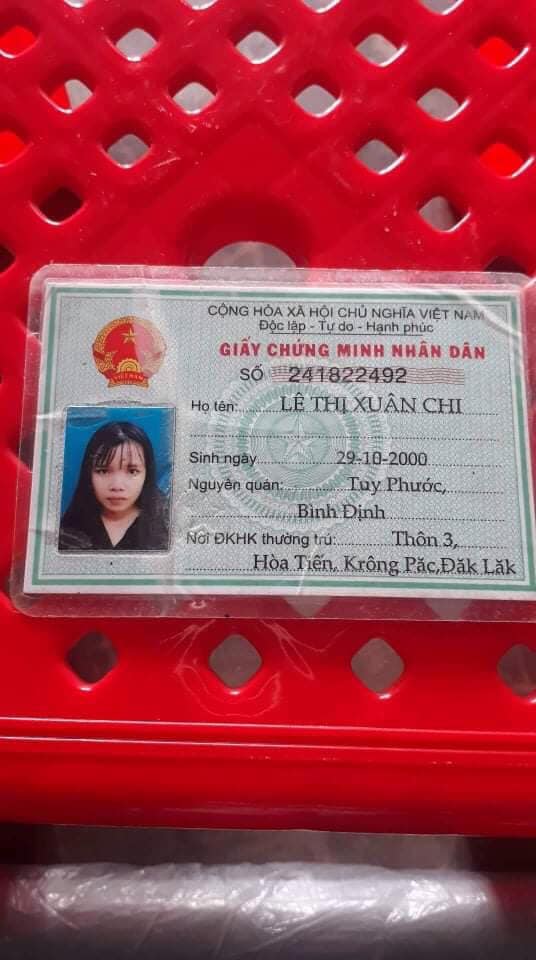 CỘNG HÒA XÃ HỘI CHỦ NGHĨA VIỆT NAM
Độc lập - Tự do - Hạnh phúc
GIẤY CHỨNG MINH NHÂN DÂN
SỐ 241822492
Họ tên: LÊ THỊ XUÂN CHI
Sinh ngày 29-10-2000
Nguyên quán: Tuy Phước,
Bình Định
Nơi ĐKHK thường trú: Thôn 3,
Hòa Tiến, Krông Păc,Đăk Lăk
VIỆT NAM